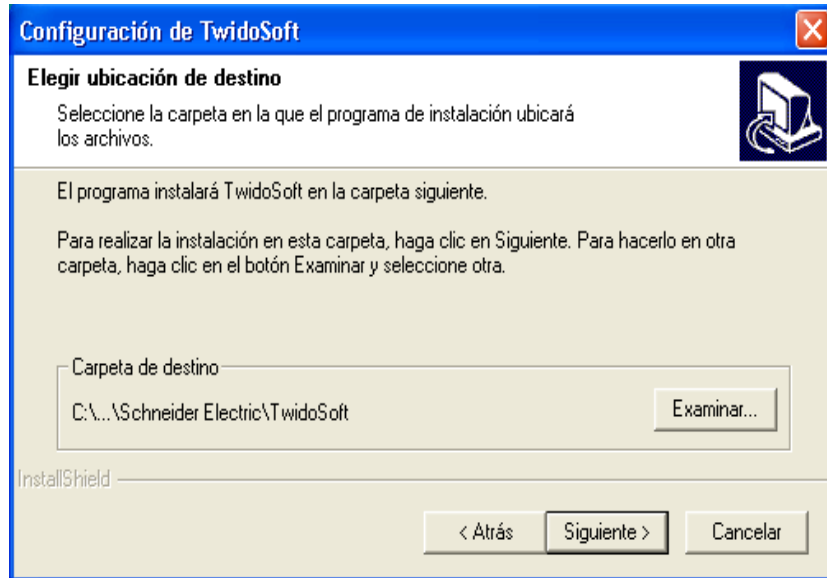 Configuración de TwidoSoft
Elegir ubicación de destino
Seleccione la carpeta en la que el programa de instalación ubicará
los archivos.
El programa instalará TwidoSoft en la carpeta siguiente.
Para realizar la instalación en esta carpeta, haga clic en Siguiente. Para hacerlo en otra
carpeta, haga clic en el botón Examinar y seleccione otra.
Carpeta de destino
C:\...\Schneider Electric\TwidoSoft
Examinar...
InstallShield
< Atrás
Siguiente >
Cancelar